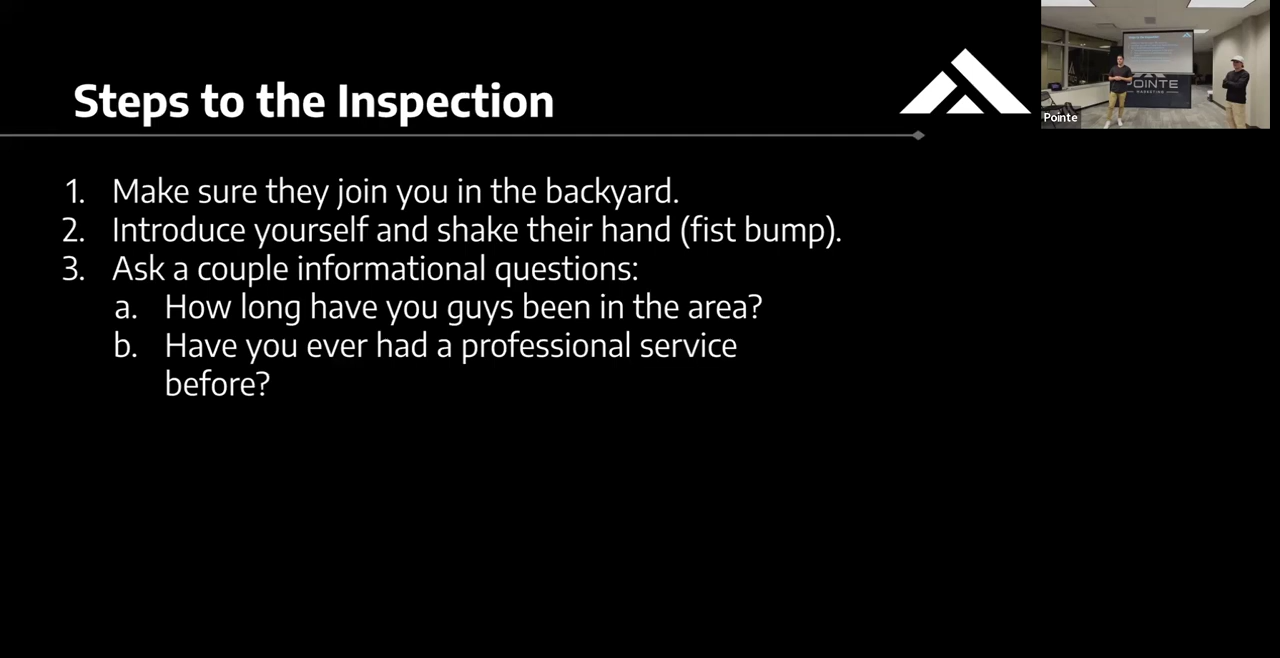 Steps to the Inspection
1. Make sure they join you in the backyard.
2. Introduce yourself and shake their hand (fist bump).
3. Ask a couple informational questions:
a. How long have you guys been in the area?
b. Have you ever had a professional service
before?
POINTE
MARKETING
Pointe